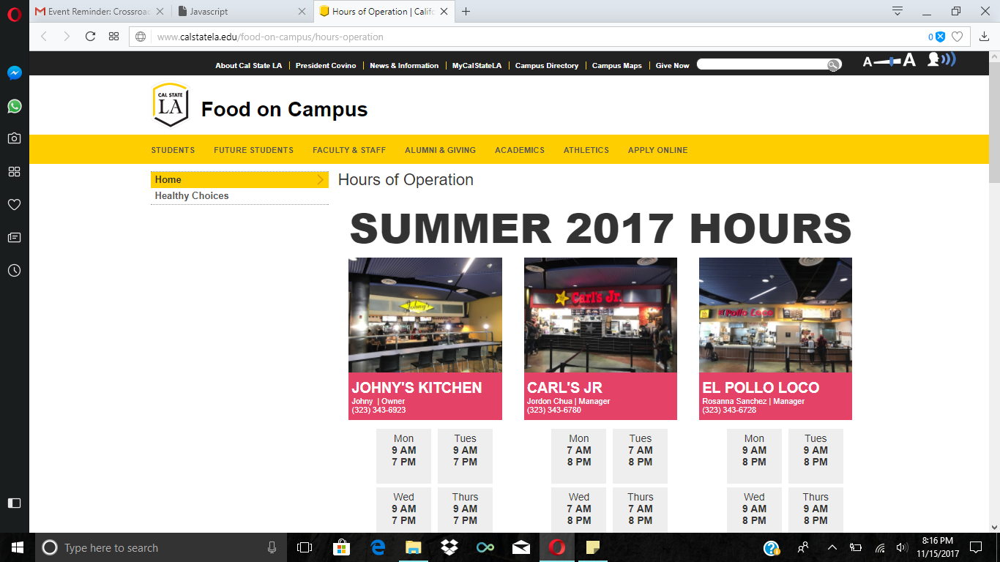 Event Reminder: Crossroad
Javascript
Hours of Operation | Califo
www.calstatela.edu/food-on-campus/hours-operation
0
About Cal State LA | President Covino | News & Information | MyCalStateLA | Campus Directory | Campus Maps | Give Now
A A
CAL STATE
LA
Food on Campus
STUDENTS FUTURE STUDENTS FACULTY & STAFF ALUMNI & GIVING ACADEMICS ATHLETICS APPLY ONLINE
Home
Healthy Choices
Hours of Operation
SUMMER 2017 HOURS
Johny's
JOHNY'S KITCHEN
Johny | Owner
(323) 343-6923
Mon
9 AM
7 PM
Tues
9 AM
7 PM
Wed
9 AM
7 PM
Thurs
9 AM
7 PM
Carl's Jr.
CARL'S JR
Jordon Chua | Manager
(323) 343-6780
Mon
7 AM
8 PM
Tues
7 AM
8 PM
Wed
7 AM
8 PM
Thurs
7 AM
8 PM
El Pollo Loco
EL POLLO LOCO
Rosanna Sanchez | Manager
(323) 343-6728
Mon
9 AM
8 PM
Tues
9 AM
8 PM
Wed
9 AM
8 PM
Thurs
9 AM
8 PM
Type here to search
8:16 PM
11/15/2017